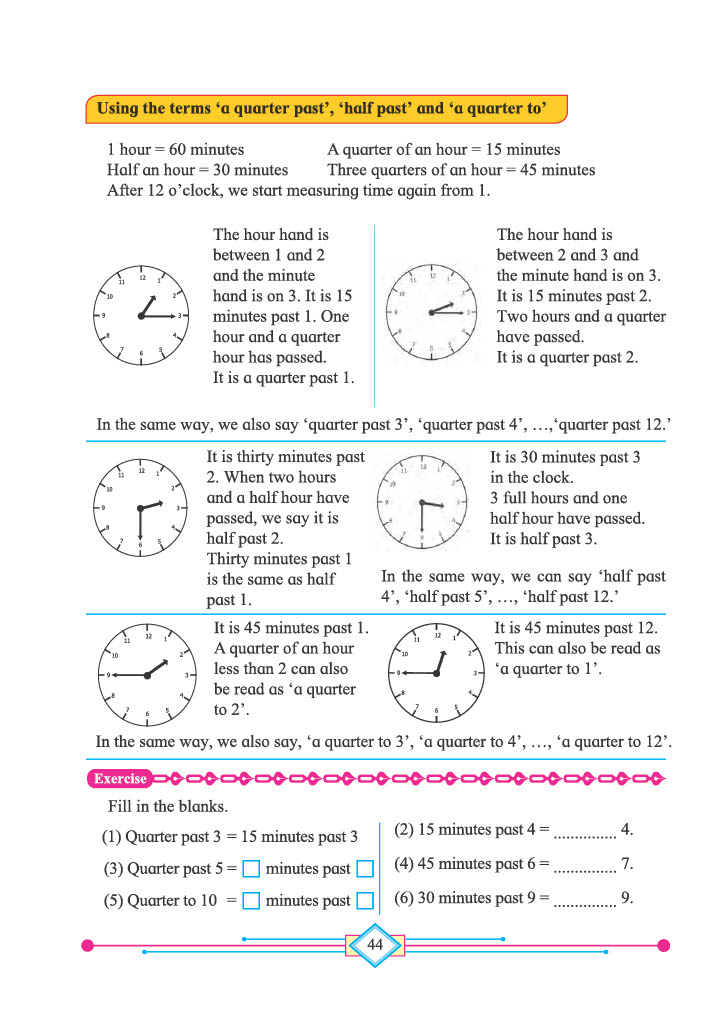 Using the terms ‘a quarter past’, ‘half past’ and ‘a quarter to’
1 hour = 60 minutes
A quarter of an hour = 15 minutes
Half an hour = 30 minutes
Three quarters of an hour = 45 minutes
After 12 o’clock, we start measuring time again from 1.
12
1
2
3
4
5
6
7
8
9
10
11
The hour hand is
between 1 and 2
and the minute
hand is on 3. It is 15
minutes past 1. One
hour and a quarter
hour has passed.
It is a quarter past 1.
12
1
2
3
4
5
6
7
8
9
10
11
The hour hand is
between 2 and 3 and
the minute hand is on 3.
It is 15 minutes past 2.
Two hours and a quarter
have passed.
It is a quarter past 2.
In the same way, we also say ‘quarter past 3’, ‘quarter past 4’, …,‘quarter past 12.’
12
1
2
3
4
5
6
7
8
9
10
11
It is thirty minutes past
2. When two hours
and a half hour have
passed, we say it is
half past 2.
Thirty minutes past 1
is the same as half
past 1.
12
1
2
3
4
5
6
7
8
9
10
11
It is 30 minutes past 3
in the clock.
3 full hours and one
half hour have passed.
It is half past 3.
In the same way, we can say ‘half past
4’, ‘half past 5’, …, ‘half past 12.’
12
1
2
3
4
5
6
7
8
9
10
11
It is 45 minutes past 1.
A quarter of an hour
less than 2 can also
be read as ‘a quarter
to 2’.
12
1
2
3
4
5
6
7
8
9
10
11
It is 45 minutes past 12.
This can also be read as
‘a quarter to 1’.
In the same way, we also say, ‘a quarter to 3’, ‘a quarter to 4’, …, ‘a quarter to 12’.
Exercise
Fill in the blanks.
(1) Quarter past 3 = 15 minutes past 3
(2) 15 minutes past 4 = ............... 4.
(3) Quarter past 5 = □ minutes past □
(4) 45 minutes past 6 = ............... 7.
(5) Quarter to 10 = □ minutes past □
(6) 30 minutes past 9 = ............... 9.
44